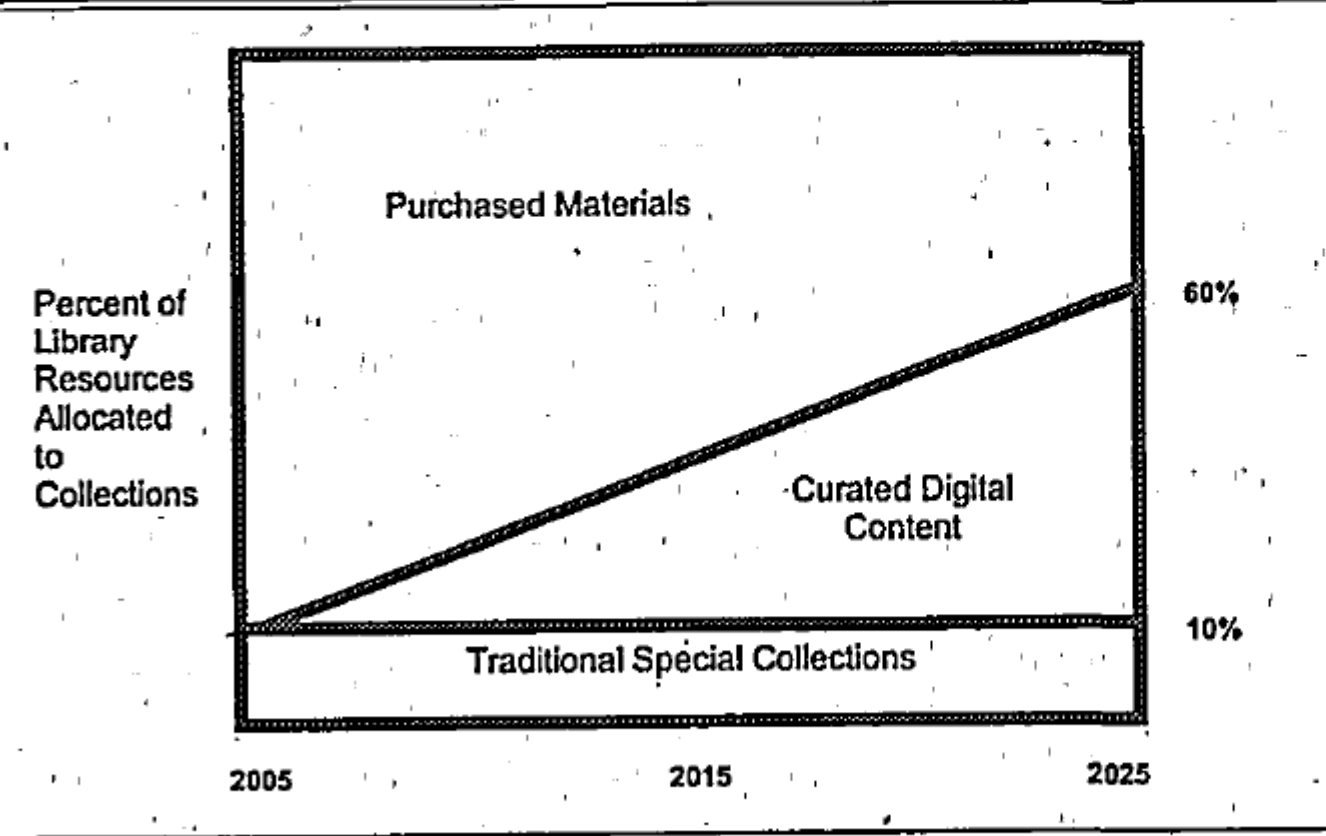 Purchased Materials
Percent of
Library
Resources
Allocated
to
Collections
60%
Curated Digital
Content
10%
Traditional Special Collections
2005
2015
2025